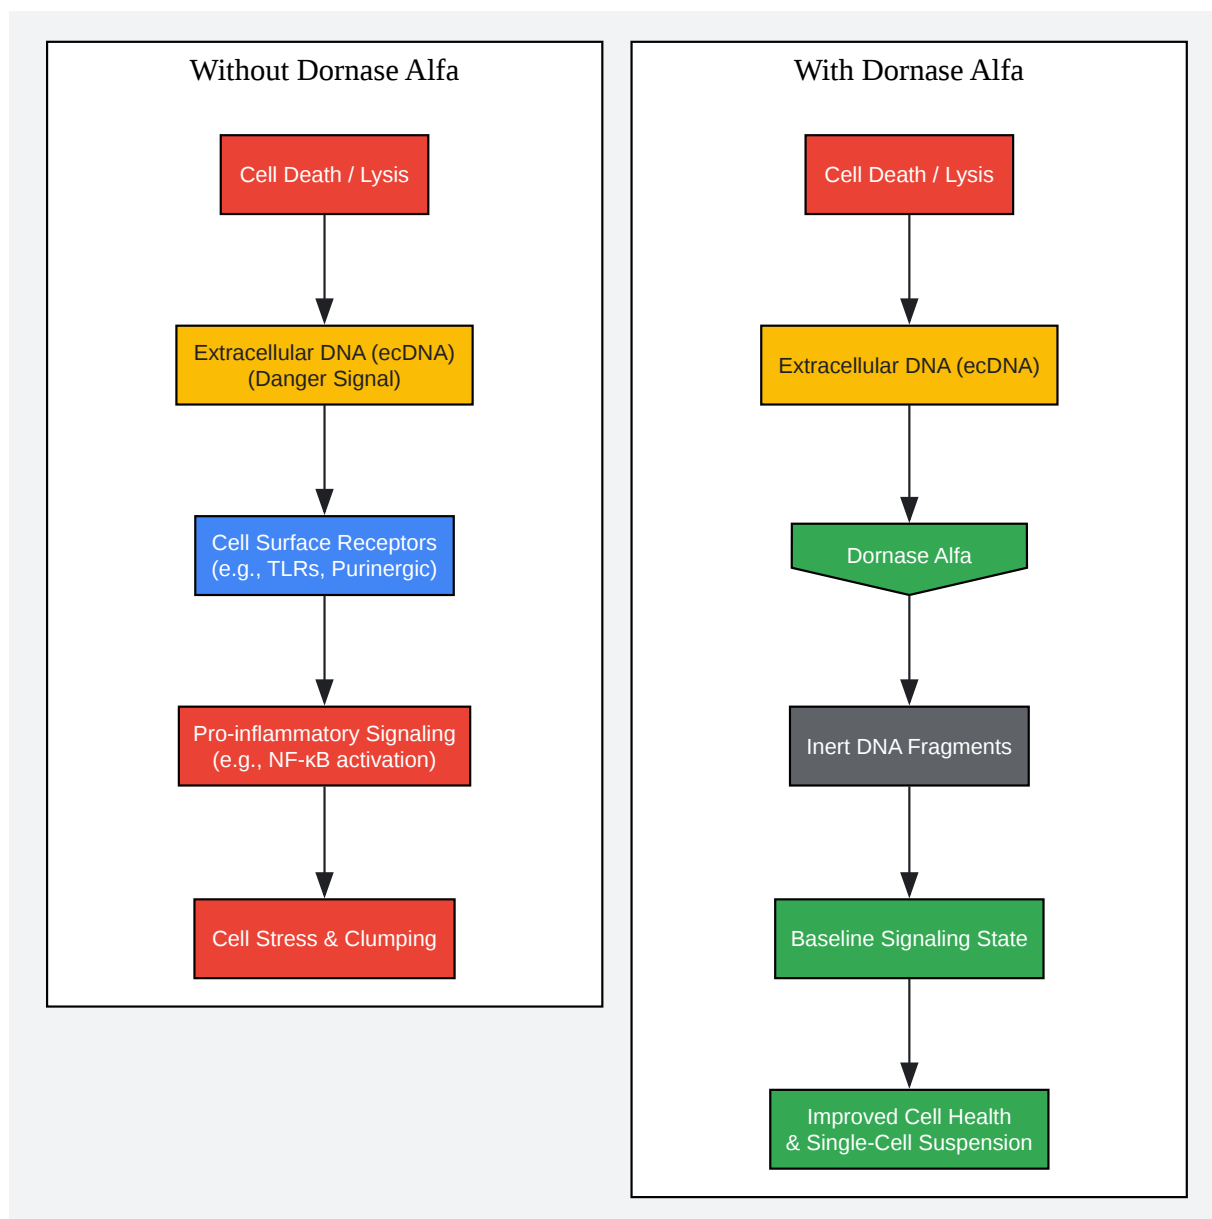 Without Dornase Alfa
Cell Death / Lysis
Extracellular DNA (ecDNA)
(Danger Signal)
Cell Surface Receptors
(e.g., TLRs, Purinergic)
Pro-inflammatory Signaling
(e.g., NF-κB activation)
Cell Stress & Clumping
With Dornase Alfa
Cell Death / Lysis
Extracellular DNA (ecDNA)
Dornase Alfa
Inert DNA Fragments
Baseline Signaling State
Improved Cell Health
& Single-Cell Suspension